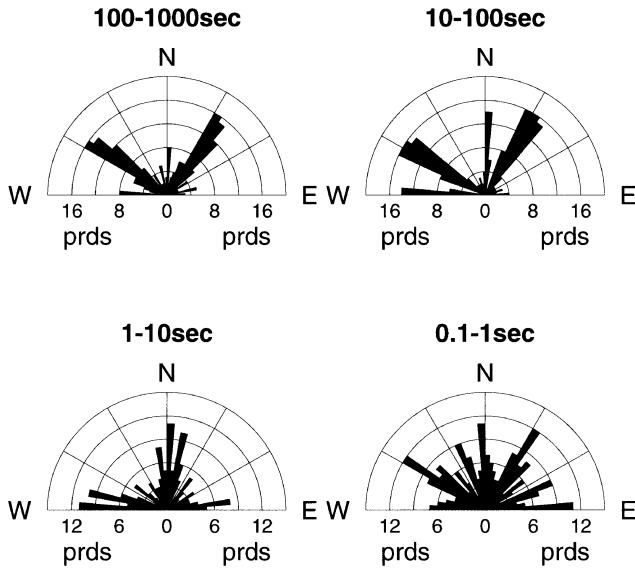 100-1000sec 10-100sec
N N
W E W E
16 8 0 8 16 16 8 0 8 16
prds prds prds prds
1-10sec 0.1-1sec
N N
W E W E
12 6 0 6 12 12 6 0 6 12
prds prds prds prds